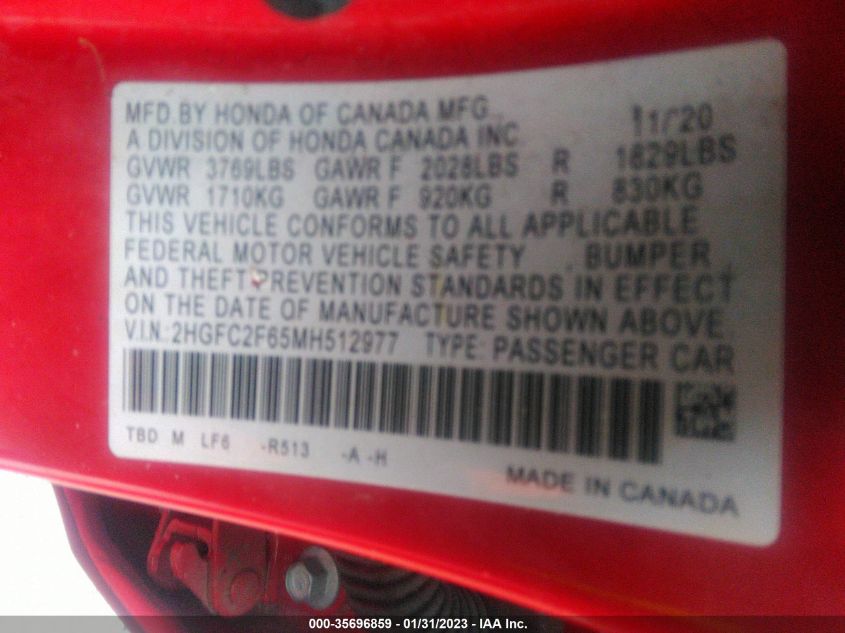 MFD. BY HONDA OF CANADA MFG. 11/20
A DIVISION OF HONDA CANADA INC.
GVWR 3769LBS GAWR F 2028LBS R 1829LBS
GVWR 1710KG GAWR F 920KG R 830KG
THIS VEHICLE CONFORMS TO ALL APPLICABLE
FEDERAL MOTOR VEHICLE SAFETY, BUMPER,
AND THEFT PREVENTION STANDARDS IN EFFECT
ON THE DATE OF MANUFACTURE SHOWN ABOVE.
V.I.N.:2HGFC2F65MH512977 TYPE: PASSENGER CAR
TBD M LF6 -R513 -A -H
MADE IN CANADA
000-35696859 - 01/31/2023 - IAA Inc.